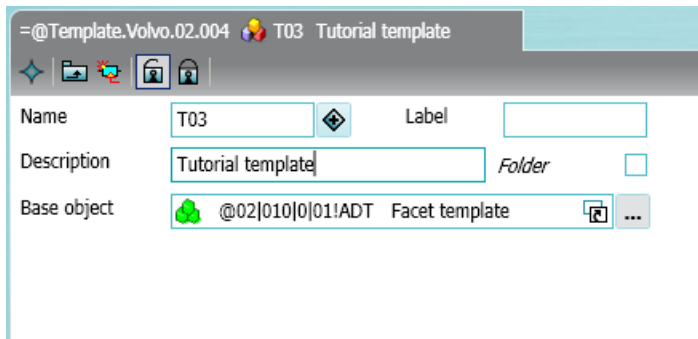 =@Template.Volvo.02.004 T03 Tutorial template
Name T03 Label
Description Tutorial template Folder
Base object @02|010|0|01!ADT Facet template ...